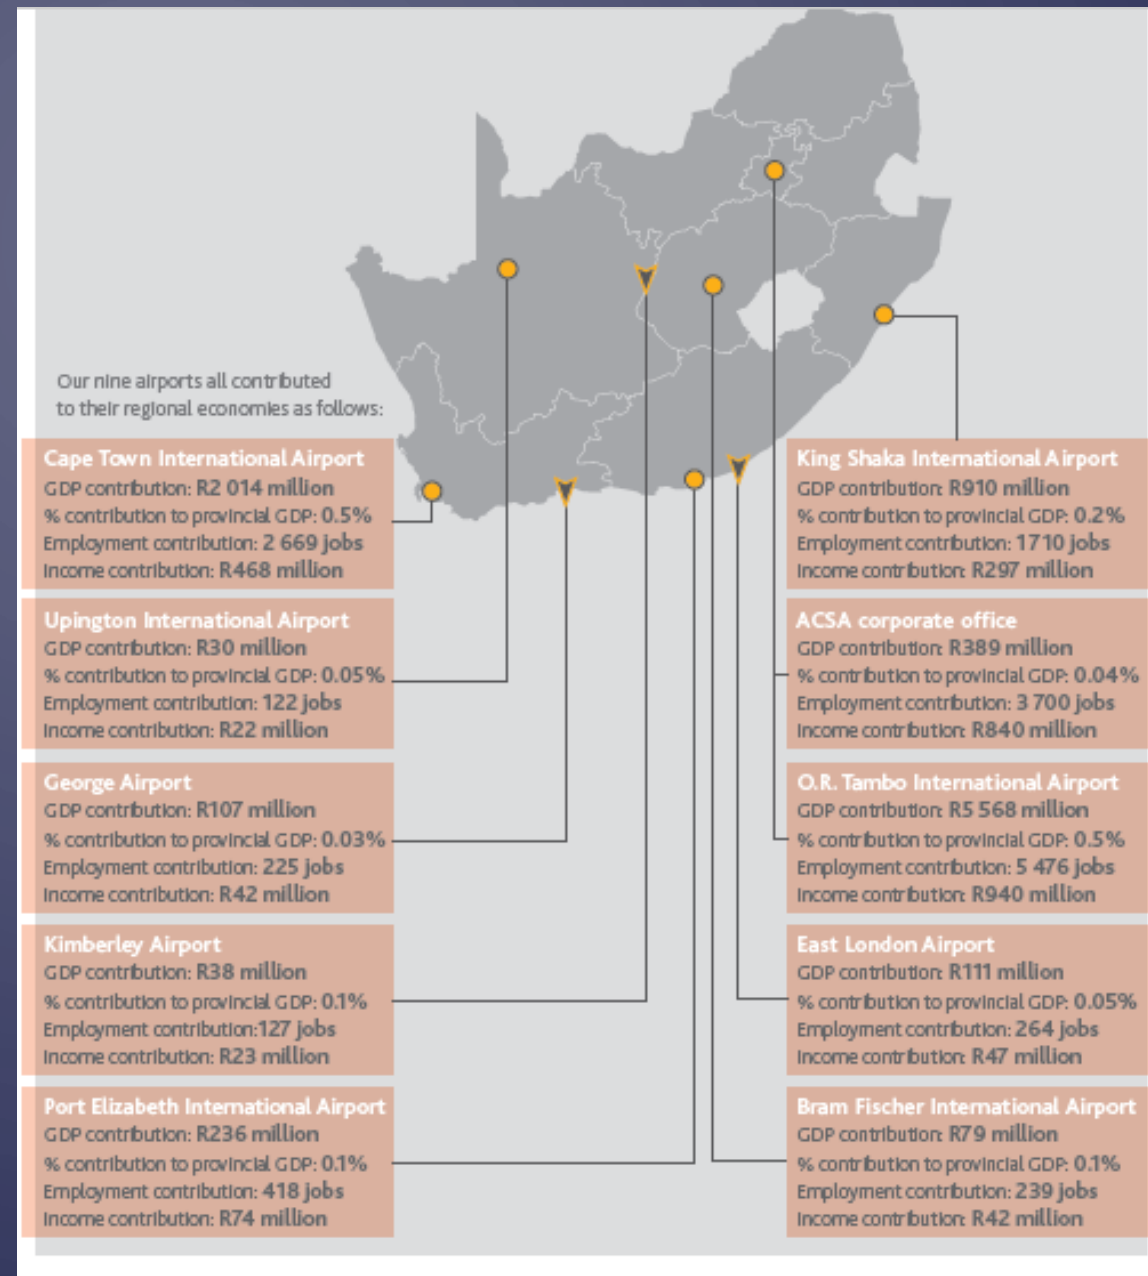 Our nine airports all contributed
to their regional economies as follows:
Cape Town International Airport
GDP contribution: R2 014 million
% contribution to provincial GDP: 0.5%
Employment contribution: 2 669 jobs
Income contribution: R468 million
Upington International Airport
GDP contribution: R30 million
% contribution to provincial GDP: 0.05%
Employment contribution: 122 jobs
Income contribution: R22 million
George Airport
GDP contribution: R107 million
% contribution to provincial GDP: 0.03%
Employment contribution: 225 jobs
Income contribution: R42 million
Kimberley Airport
GDP contribution: R38 million
% contribution to provincial GDP: 0.1%
Employment contribution:127 jobs
Income contribution: R23 million
Port Elizabeth International Airport
GDP contribution: R236 million
% contribution to provincial GDP: 0.1%
Employment contribution: 418 jobs
Income contribution: R74 million
King Shaka International Airport
GDP contribution: R910 million
% contribution to provincial GDP: 0.2%
Employment contribution: 1710 jobs
Income contribution: R297 million
ACSA corporate office
GDP contribution: R389 million
% contribution to provincial GDP: 0.04%
Employment contribution: 3 700 jobs
Income contribution: R840 million
O.R. Tambo International Airport
GDP contribution: R5 568 million
% contribution to provincial GDP: 0.5%
Employment contribution: 5 476 jobs
Income contribution: R940 million
East London Airport
GDP contribution: R111 million
% contribution to provincial GDP: 0.05%
Employment contribution: 264 jobs
Income contribution: R47 million
Bram Fischer International Airport
GDP contribution: R79 million
% contribution to provincial GDP: 0.1%
Employment contribution: 239 jobs
Income contribution: R42 million